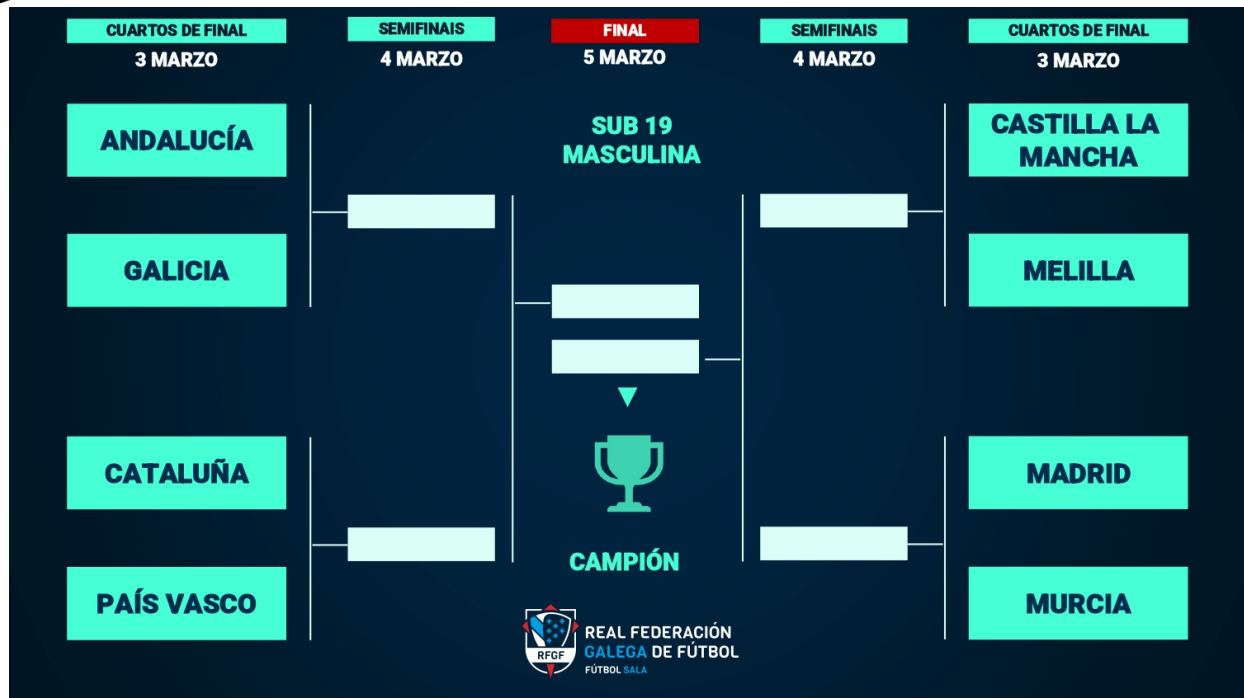 CUARTOS DE FINAL
3 MARZO
SEMIFINAIS
4 MARZO
FINAL
5 MARZO
SEMIFINAIS
4 MARZO
CUARTOS DE FINAL
3 MARZO
SUB 19
MASCULINA
ANDALUCÍA
GALICIA
CATALUÑA
PAÍS VASCO
CASTILLA LA
MANCHA
MELILLA
MADRID
MURCIA
CAMPIÓN
RFGF
REAL FEDERACIÓN
GALEGA DE FÚTBOL
FÚTBOL SALA